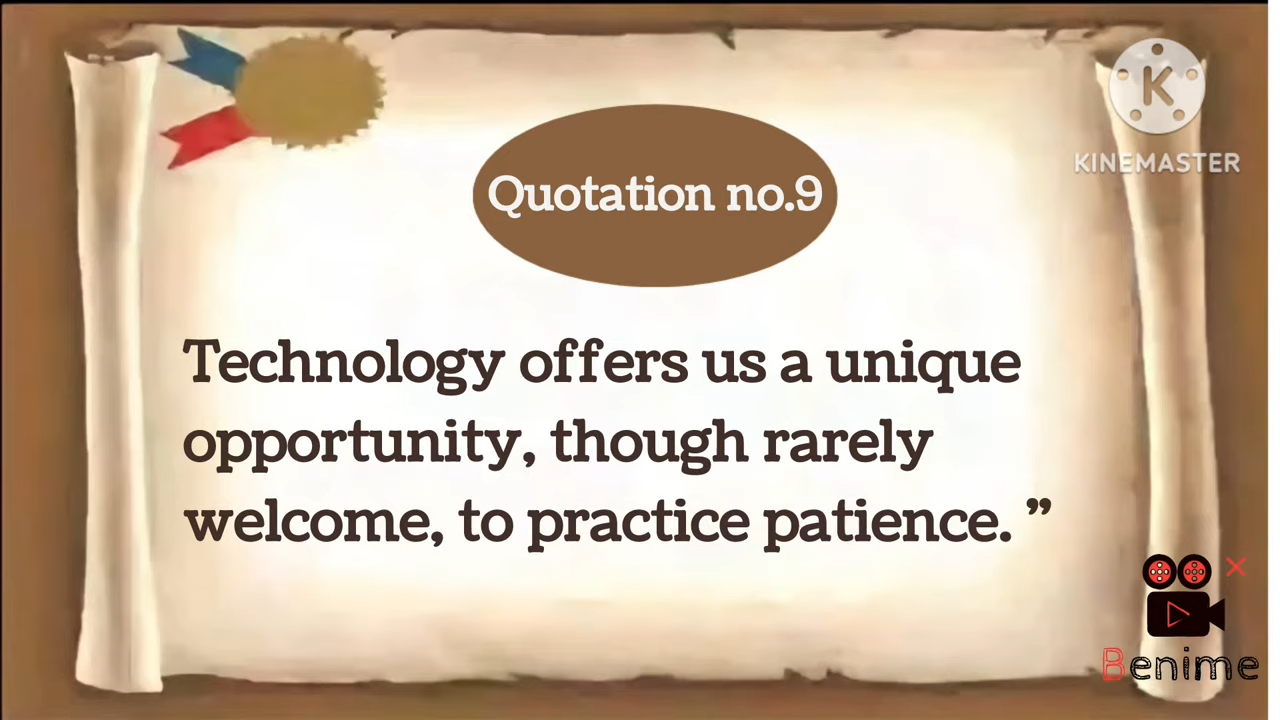 K
KINEMASTER
Quotation no.9
Technology offers us a unique
opportunity, though rarely
welcome, to practice patience. ”
Benime